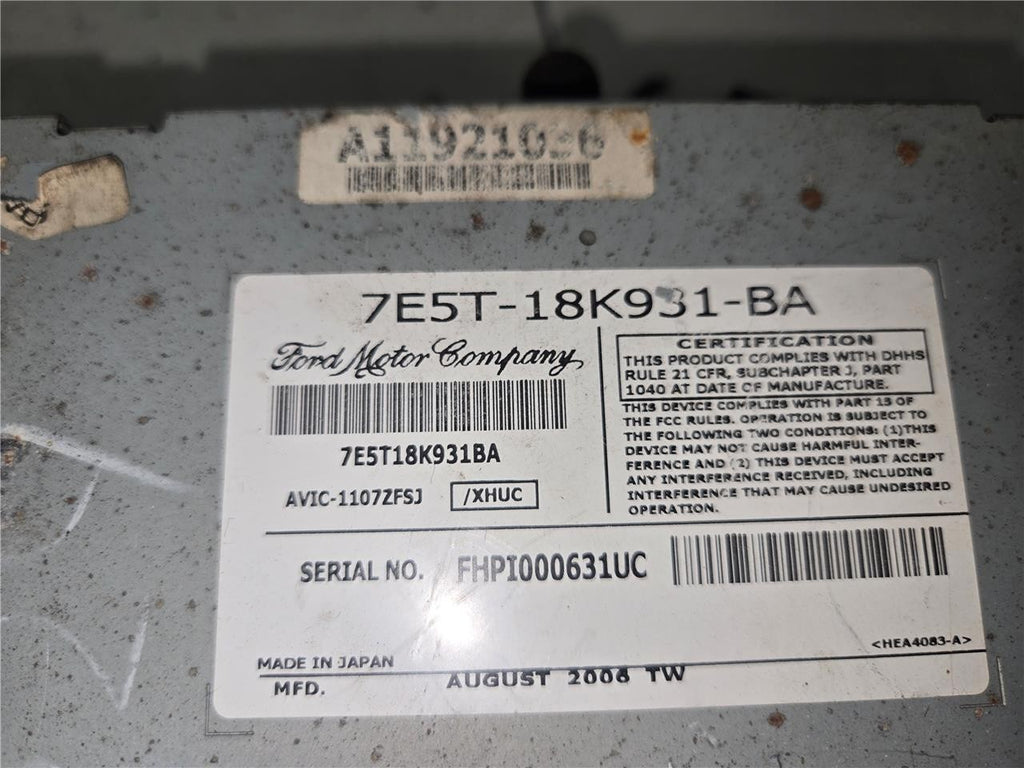 7E5T-18K931-BA
Ford Motor Company
7E5T18K931BA
AVIC-1107ZFSJ /XHUC
CERTIFICATION
THIS PRODUCT COMPLIES WITH DHHS
RULE 21 CFR, SUBCHAPTER J, PART
1040 AT DATE OF MANUFACTURE.
THIS DEVICE COMPLIES WITH PART 15 OF
THE FCC RULES. OPERATION IS SUBJECT TO
THE FOLLOWING TWO CONDITIONS: (1)THIS
DEVICE MAY NOT CAUSE HARMFUL INTER-
FERENCE AND (2) THIS DEVICE MUST ACCEPT
ANY INTERFERENCE RECEIVED, INCLUDING
INTERFERENCE THAT MAY CAUSE UNDESIRED
OPERATION.
SERIAL NO. FHPI000631UC
<HEA4083-A>
MADE IN JAPAN
MFD. AUGUST 2006 TW